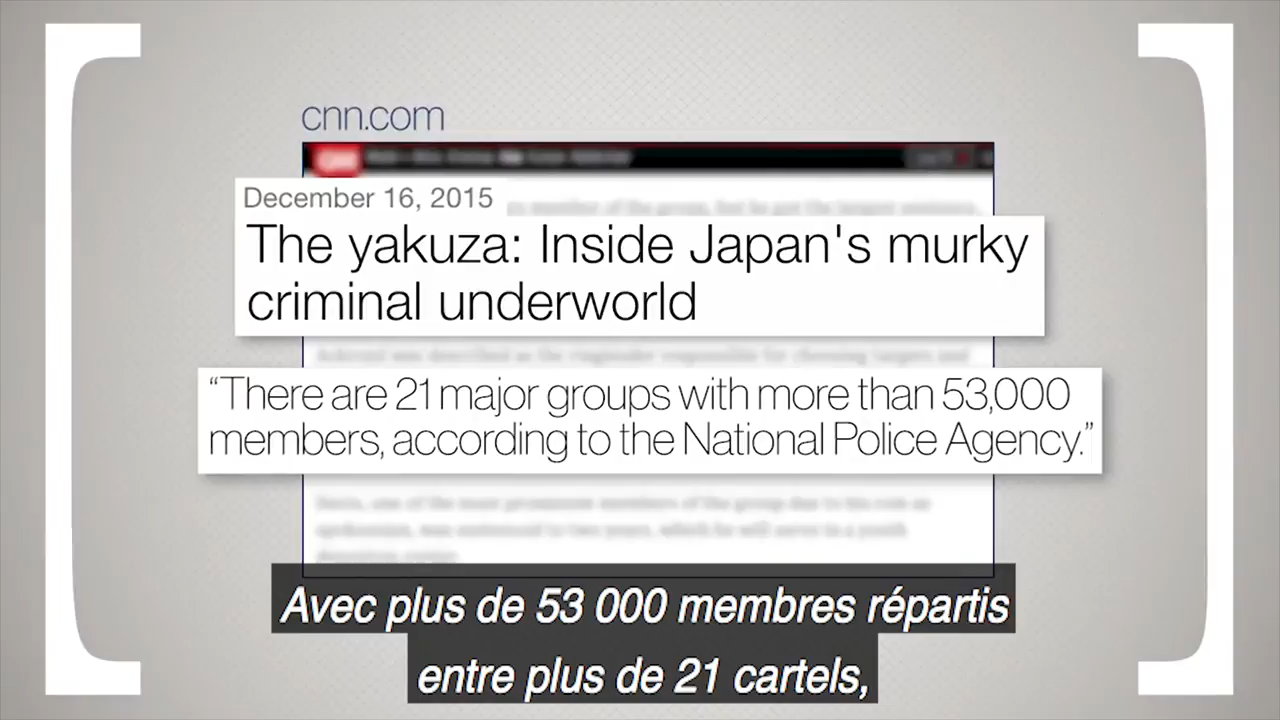 cnn.com
December 16, 2015
The yakuza: Inside Japan's murky
criminal underworld
“There are 21 major groups with more than 53,000
members, according to the National Police Agency.”
Avec plus de 53 000 membres répartis
entre plus de 21 cartels,